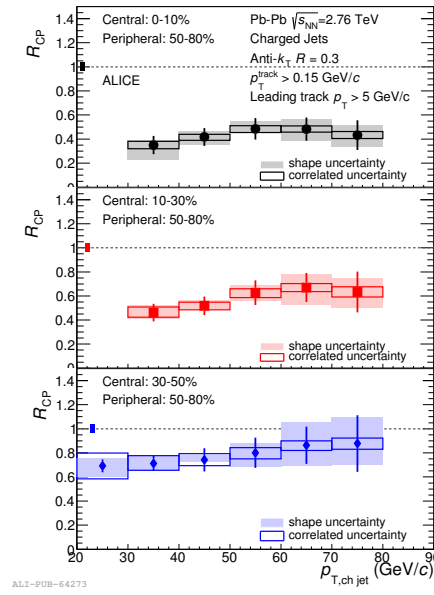 Central: 0-10% Pb-Pb √sNN=2.76 TeV
Peripheral: 50-80% Charged Jets
Anti-kT R = 0.3
ALICE pTtrack > 0.15 GeV/c
Leading track pT > 5 GeV/c
RCP
1.4
1.2
1
0.8
0.6
0.4
0.2
0
shape uncertainty
correlated uncertainty
Central: 10-30%
Peripheral: 50-80%
RCP
1.4
1.2
1
0.8
0.6
0.4
0.2
0
shape uncertainty
correlated uncertainty
Central: 30-50%
Peripheral: 50-80%
RCP
1.4
1.2
1
0.8
0.6
0.4
0.2
0
shape uncertainty
correlated uncertainty
20 30 40 50 60 70 80 90
pT,ch jet (GeV/c)
ALI-PUB-64273